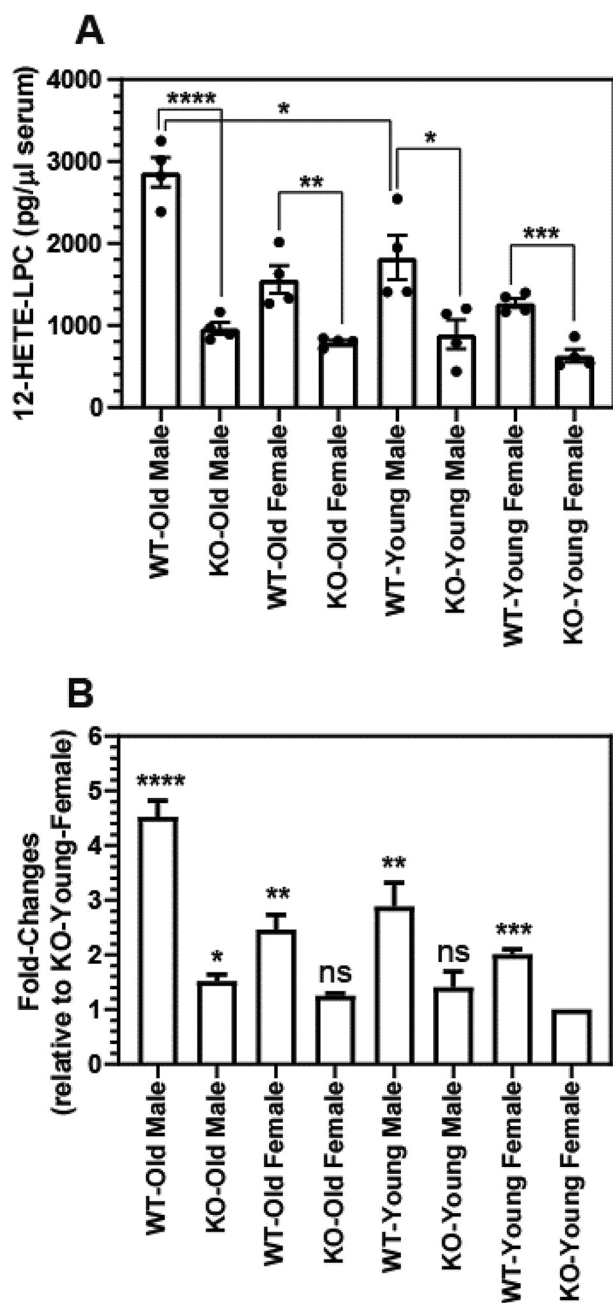 A
12-HETE-LPC (pg/µl serum)
4000
3000
2000
1000
0
****
*
*
**
***
WT-Old Male
KO-Old Male
WT-Old Female
KO-Old Female
WT-Young Male
KO-Young Male
WT-Young Female
KO-Young Female
B
Fold-Changes
(relative to KO-Young-Female)
6
5
4
3
2
1
0
****
*
**
ns
**
ns
***
WT-Old Male
KO-Old Male
WT-Old Female
KO-Old Female
WT-Young Male
KO-Young Male
WT-Young Female
KO-Young Female